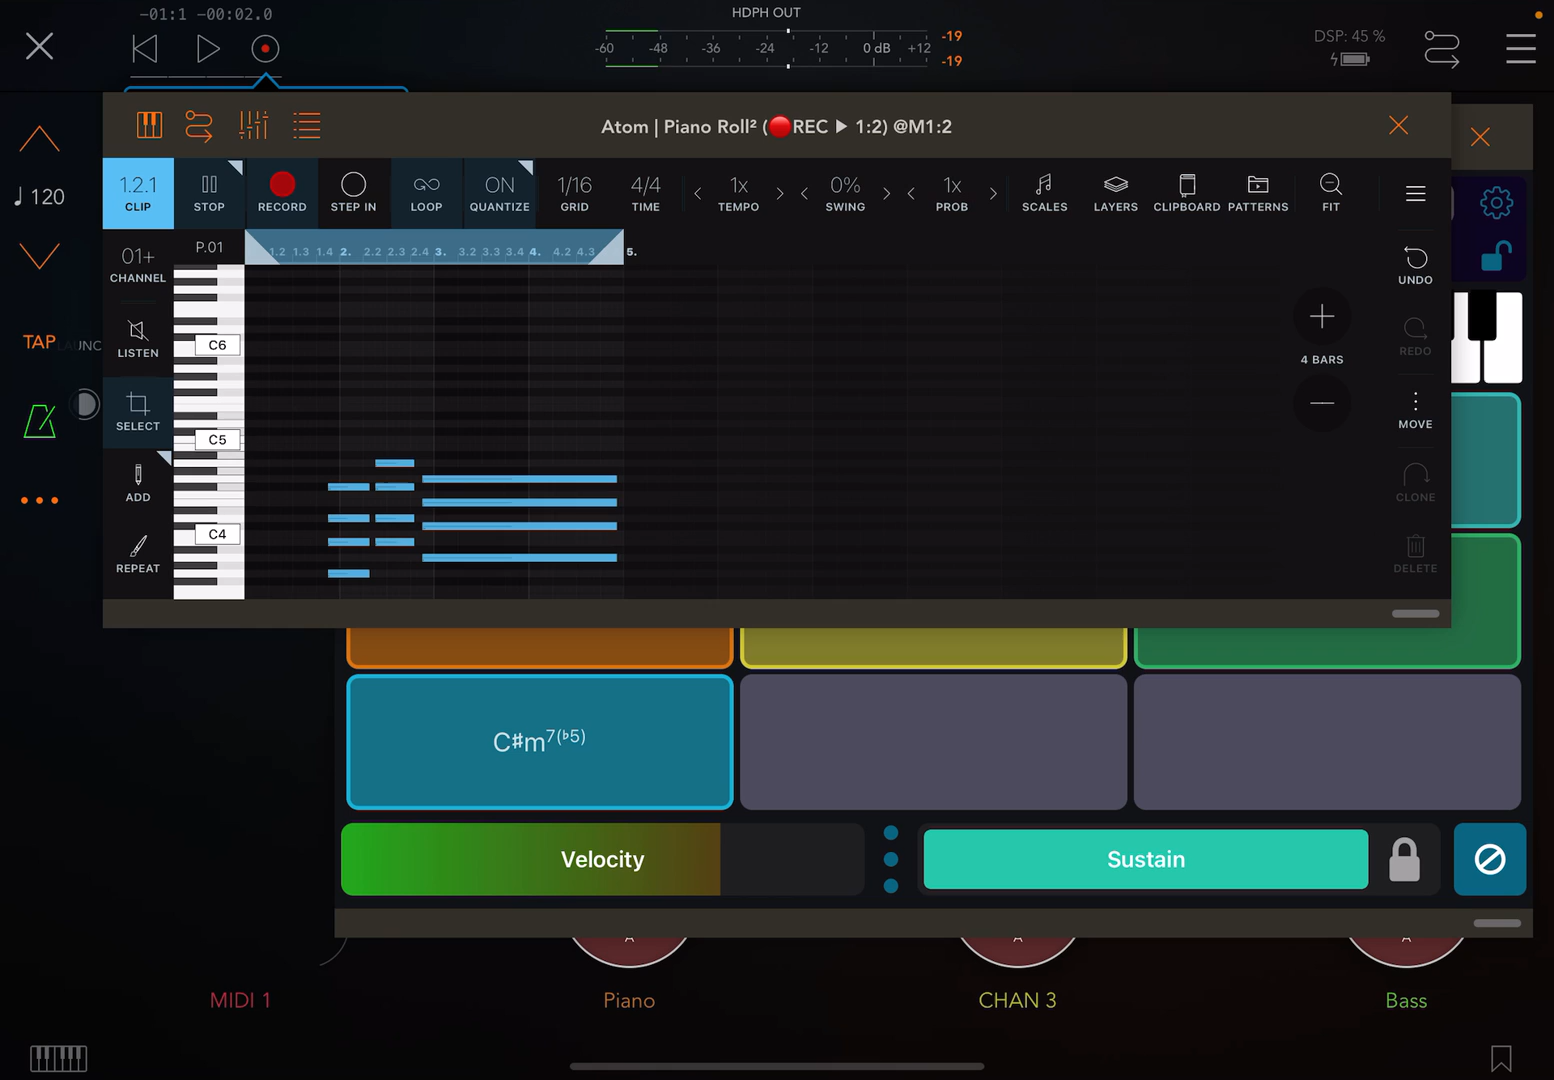 -01:1 -00:02.0
HDPH OUT
-60 -48 -36 -24 -12 0 dB +12
-19
-19
DSP: 45 %
Atom | Piano Roll² (🔴REC ▶ 1:2) @M1:2
♩ 120
TAP
1.2.1
CLIP
STOP
RECORD
STEP IN
LOOP
ON
QUANTIZE
1/16
GRID
4/4
TIME
1x
TEMPO
0%
SWING
1x
PROB
SCALES
LAYERS
CLIPBOARD
PATTERNS
FIT
01+
CHANNEL
P.01
1.2 1.3 1.4 2. 2.2 2.3 2.4 3. 3.2 3.3 3.4 4. 4.2 4.3 5.
LISTEN
SELECT
ADD
REPEAT
C6
C5
C4
4 BARS
UNDO
REDO
MOVE
CLONE
DELETE
C#m7(♭5)
Velocity
Sustain
A
A
A
MIDI 1
Piano
CHAN 3
Bass